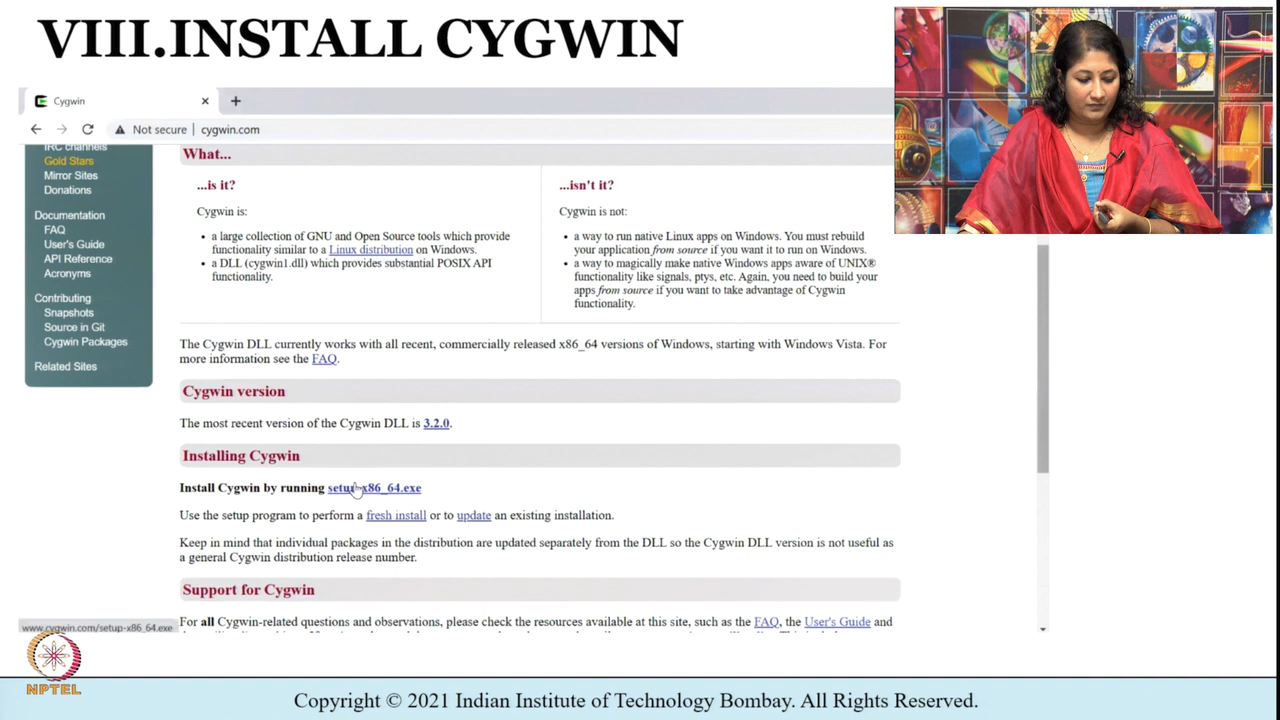 VIII.INSTALL CYGWIN
Cygwin
Not secure | cygwin.com
IRC channels
Gold Stars
Mirror Sites
Donations
Documentation
FAQ
User's Guide
API Reference
Acronyms
Contributing
Snapshots
Source in Git
Cygwin Packages
Related Sites
What...
...is it?
Cygwin is:
• a large collection of GNU and Open Source tools which provide
functionality similar to a Linux distribution on Windows.
• a DLL (cygwin1.dll) which provides substantial POSIX API
functionality.
...isn't it?
Cygwin is not:
• a way to run native Linux apps on Windows. You must rebuild
your application from source if you want it to run on Windows.
• a way to magically make native Windows apps aware of UNIX®
functionality like signals, ptys, etc. Again, you need to build your
apps from source if you want to take advantage of Cygwin
functionality.
The Cygwin DLL currently works with all recent, commercially released x86_64 versions of Windows, starting with Windows Vista. For
more information see the FAQ.
Cygwin version
The most recent version of the Cygwin DLL is 3.2.0.
Installing Cygwin
Install Cygwin by running setup-x86_64.exe
Use the setup program to perform a fresh install or to update an existing installation.
Keep in mind that individual packages in the distribution are updated separately from the DLL so the Cygwin DLL version is not useful as
a general Cygwin distribution release number.
Support for Cygwin
For all Cygwin-related questions and observations, please check the resources available at this site, such as the FAQ, the User's Guide and
www.cygwin.com/setup-x86_64.exe
NPTEL
Copyright © 2021 Indian Institute of Technology Bombay. All Rights Reserved.